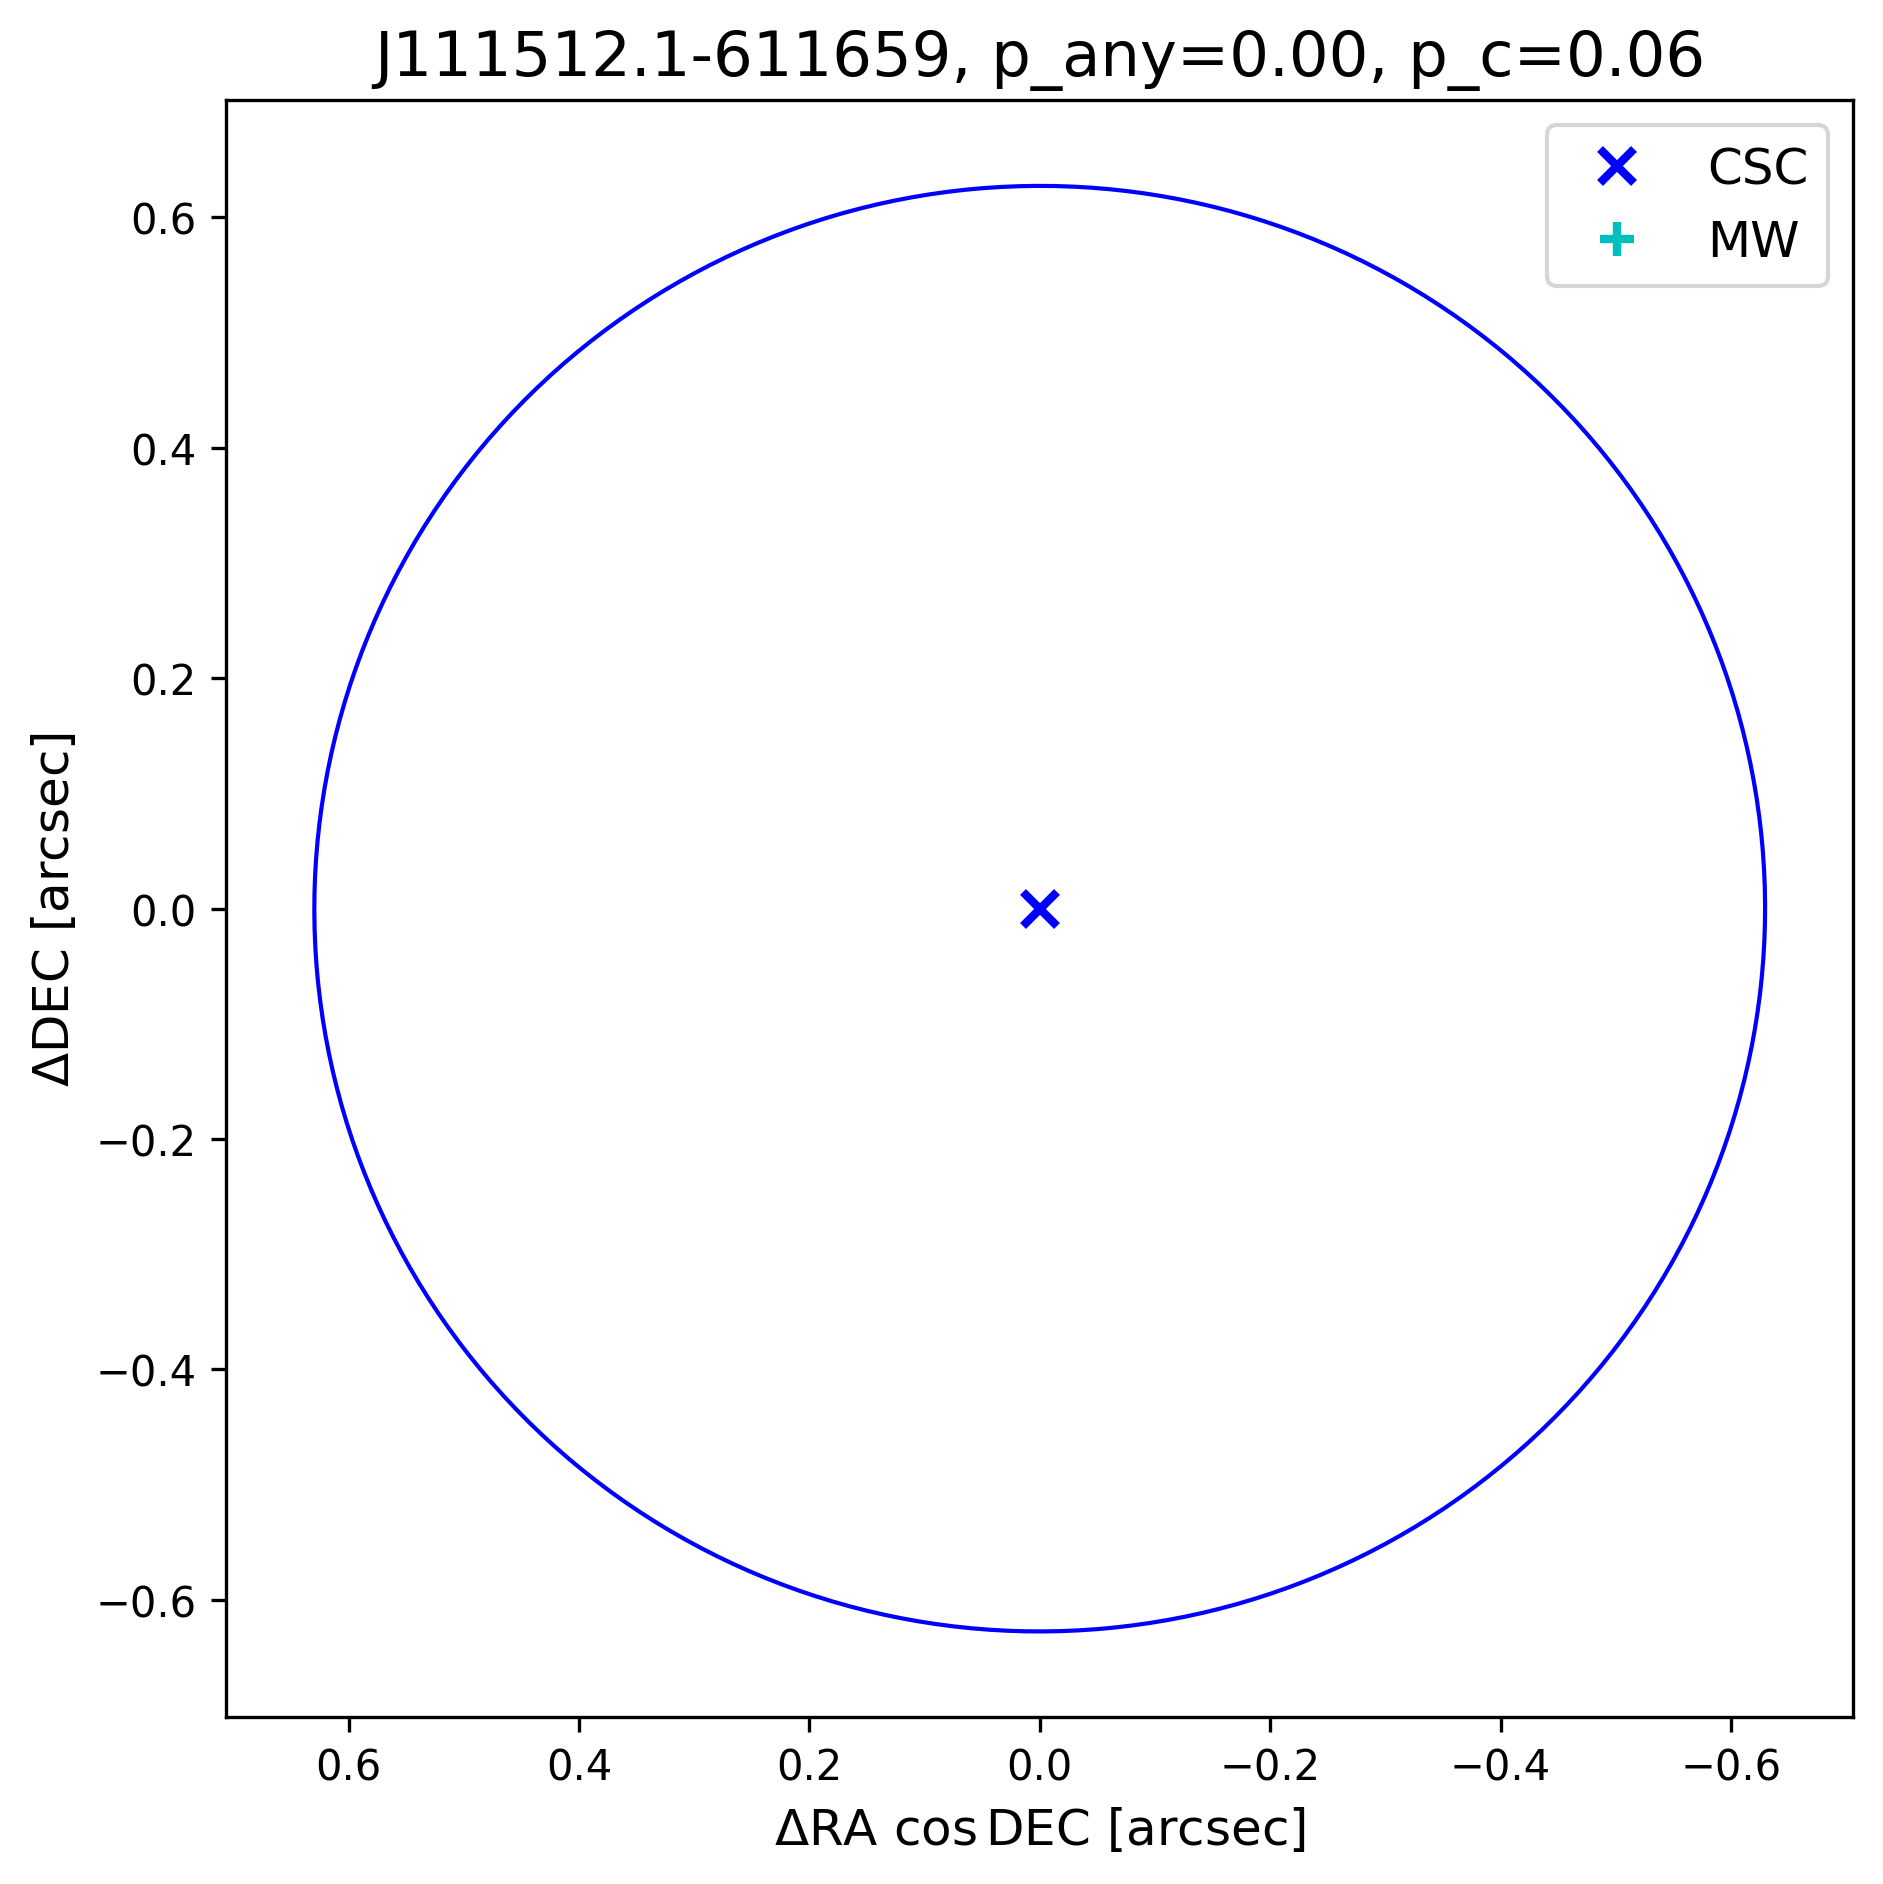 J111512.1-611659, p_any=0.00, p_c=0.06
CSC
MW
0.6
0.4
0.2
0.0
−0.2
−0.4
−0.6
ΔDEC [arcsec]
0.6 0.4 0.2 0.0 −0.2 −0.4 −0.6
ΔRA cos DEC [arcsec]